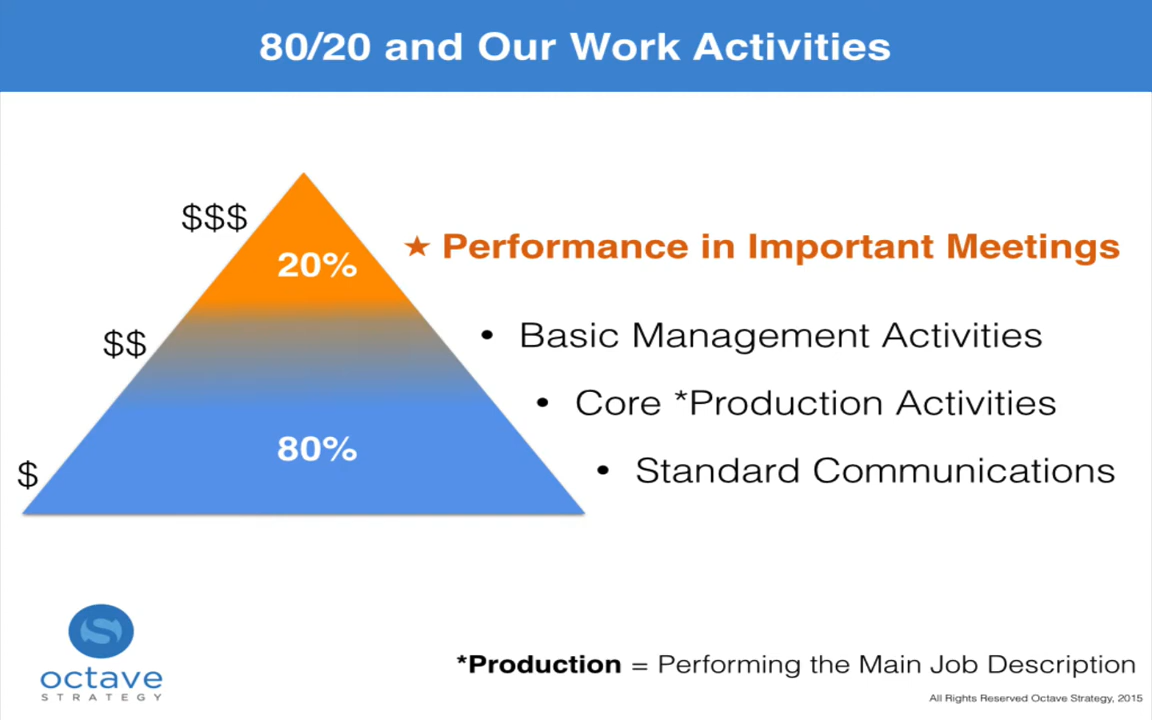 80/20 and Our Work Activities
$$$
20%
★ Performance in Important Meetings
$$
• Basic Management Activities
• Core *Production Activities
80%
$
• Standard Communications
octave
STRATEGY
*Production = Performing the Main Job Description
All Rights Reserved Octave Strategy, 2015